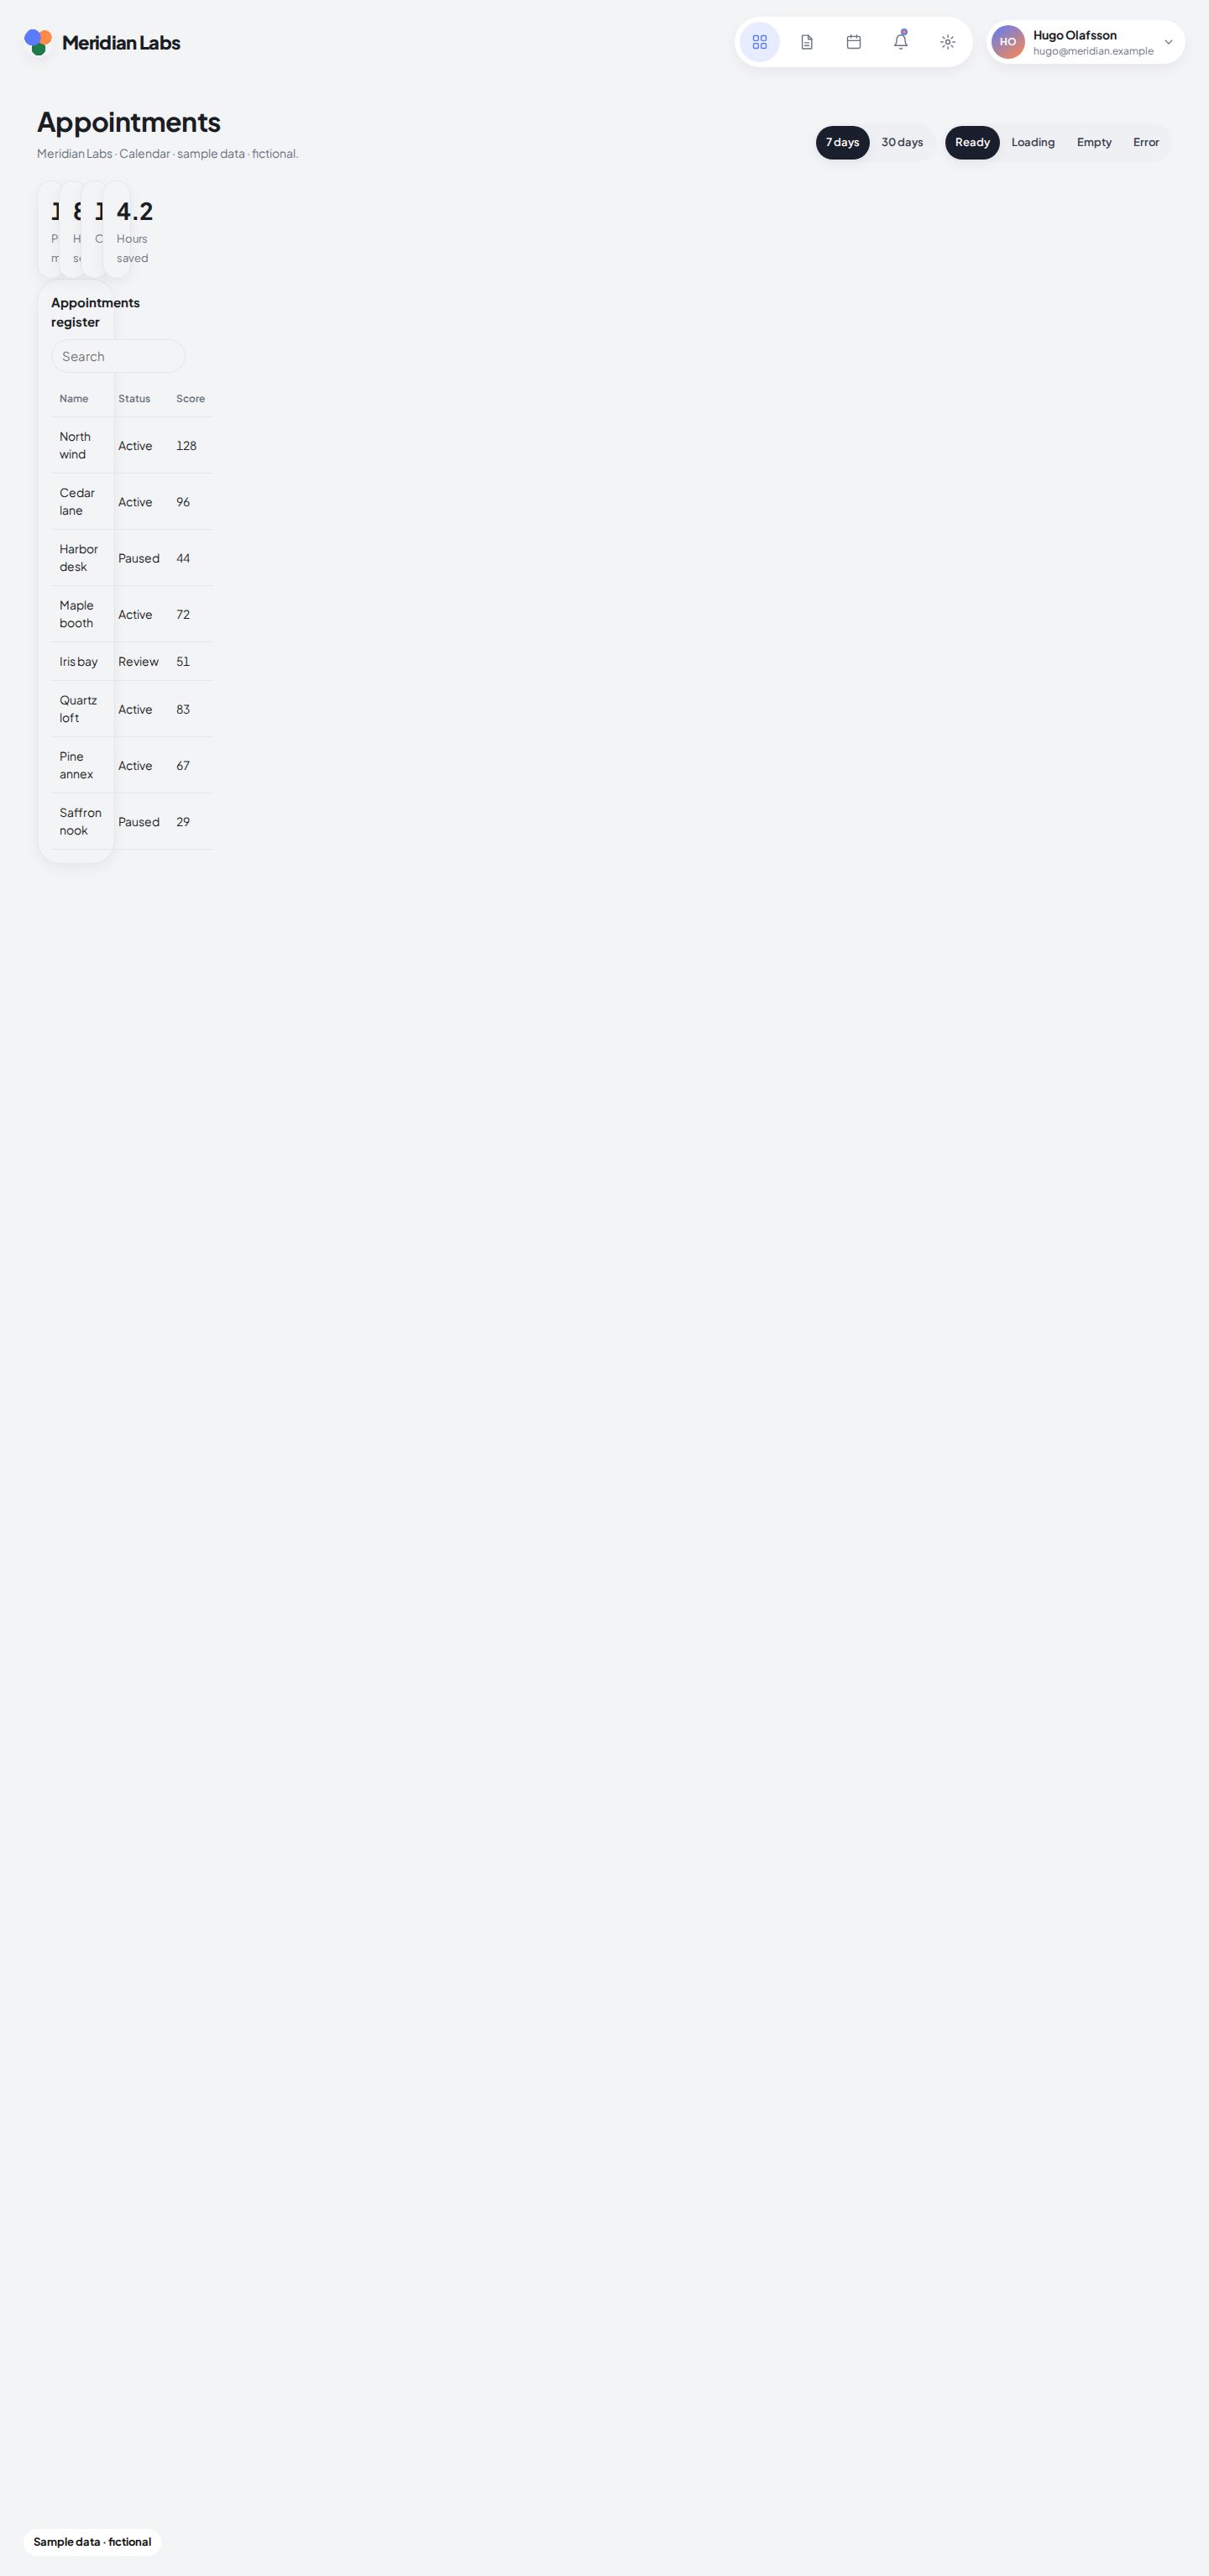 Meridian Labs
HO
Hugo Olafsson
hugo@meridian.example
Appointments
Meridian Labs · Calendar · sample data · fictional.
7 days
30 days
Ready
Loading
Empty
Error
4.2
Hours
saved
Appointments
register
Search
Name Status Score
North
wind
Active 128
Cedar
lane
Active 96
Harbor
desk
Paused 44
Maple
booth
Active 72
Iris bay Review 51
Quartz
loft
Active 83
Pine
annex
Active 67
Saffron
nook
Paused 29
Sample data · fictional